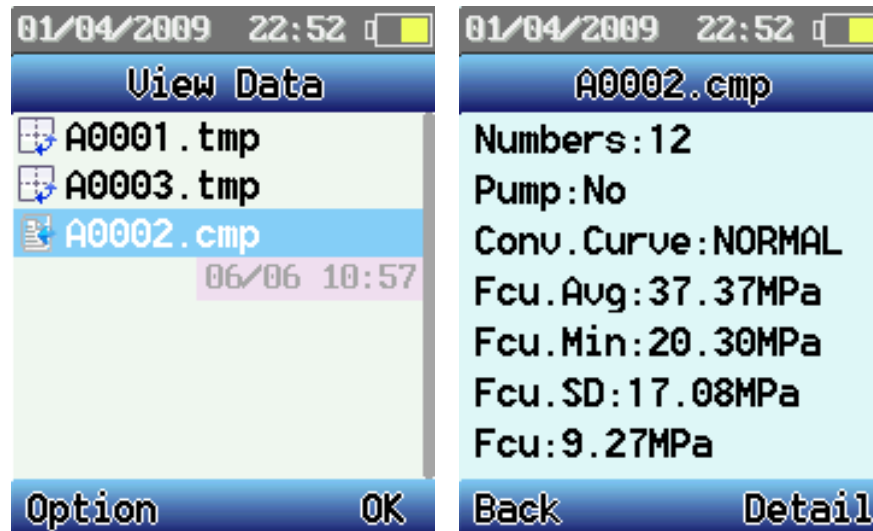 01/04/2009 22:52
View Data
A0001.tmp
A0003.tmp
A0002.cmp
06/06 10:57
Option OK
01/04/2009 22:52
A0002.cmp
Numbers:12
Pump:No
Conv.Curve:NORMAL
Fcu.Avg:37.37MPa
Fcu.Min:20.30MPa
Fcu.SD:17.08MPa
Fcu:9.27MPa
Back Detail